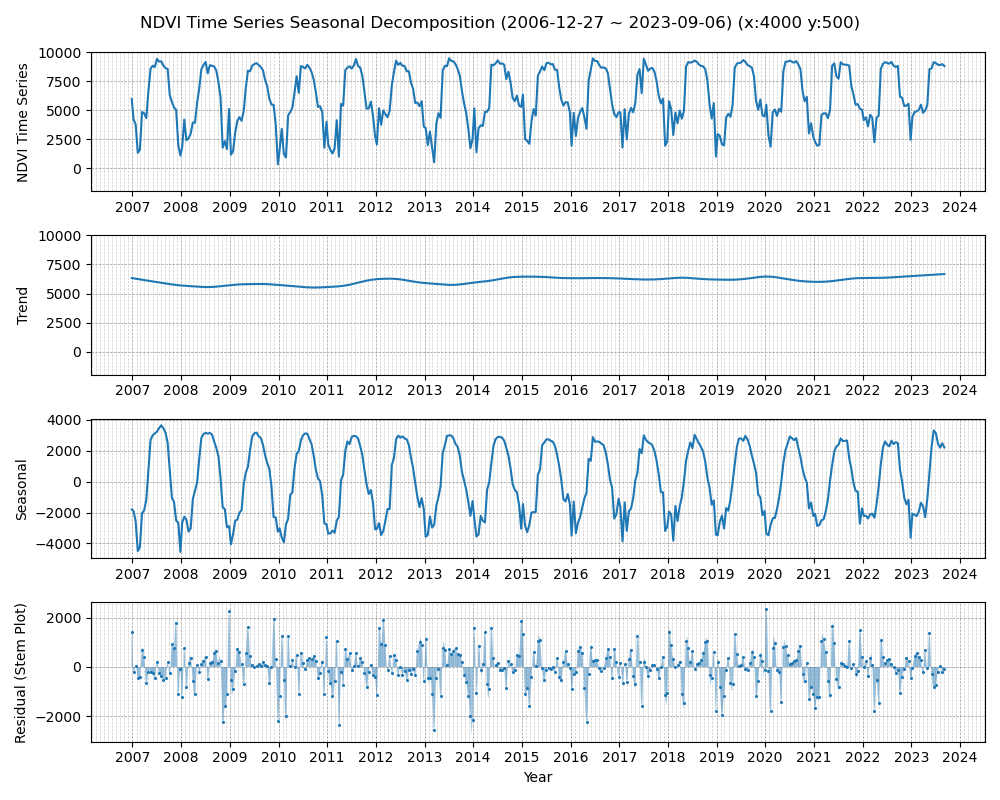 NDVI Time Series Seasonal Decomposition (2006-12-27 ~ 2023-09-06) (x:4000 y:500)
NDVI Time Series
10000
7500
5000
2500
0
2007 2008 2009 2010 2011 2012 2013 2014 2015 2016 2017 2018 2019 2020 2021 2022 2023 2024
Trend
10000
7500
5000
2500
0
2007 2008 2009 2010 2011 2012 2013 2014 2015 2016 2017 2018 2019 2020 2021 2022 2023 2024
Seasonal
4000
2000
0
−2000
−4000
2007 2008 2009 2010 2011 2012 2013 2014 2015 2016 2017 2018 2019 2020 2021 2022 2023 2024
Residual (Stem Plot)
2000
0
−2000
2007 2008 2009 2010 2011 2012 2013 2014 2015 2016 2017 2018 2019 2020 2021 2022 2023 2024
Year